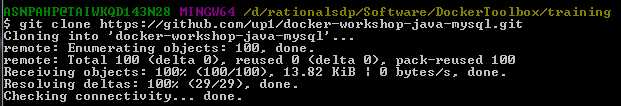 ASNPAHP@TAIWKQD143N28 MINGW64 /d/rationalsdp/Software/DockerToolbox/training
$ git clone https://github.com/up1/docker-workshop-java-mysql.git
Cloning into 'docker-workshop-java-mysql'...
remote: Enumerating objects: 100, done.
remote: Total 100 (delta 0), reused 0 (delta 0), pack-reused 100
Receiving objects: 100% (100/100), 13.82 KiB | 0 bytes/s, done.
Resolving deltas: 100% (29/29), done.
Checking connectivity... done.